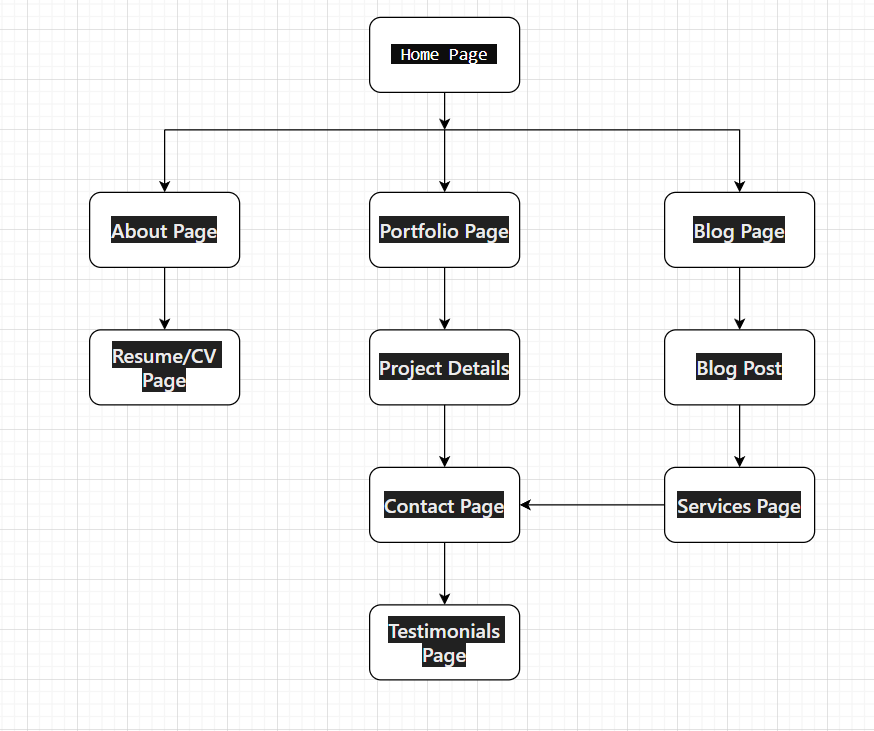 Home Page
About Page
Portfolio Page
Blog Page
Resume/CV
Page
Project Details
Blog Post
Contact Page
Services Page
Testimonials
Page